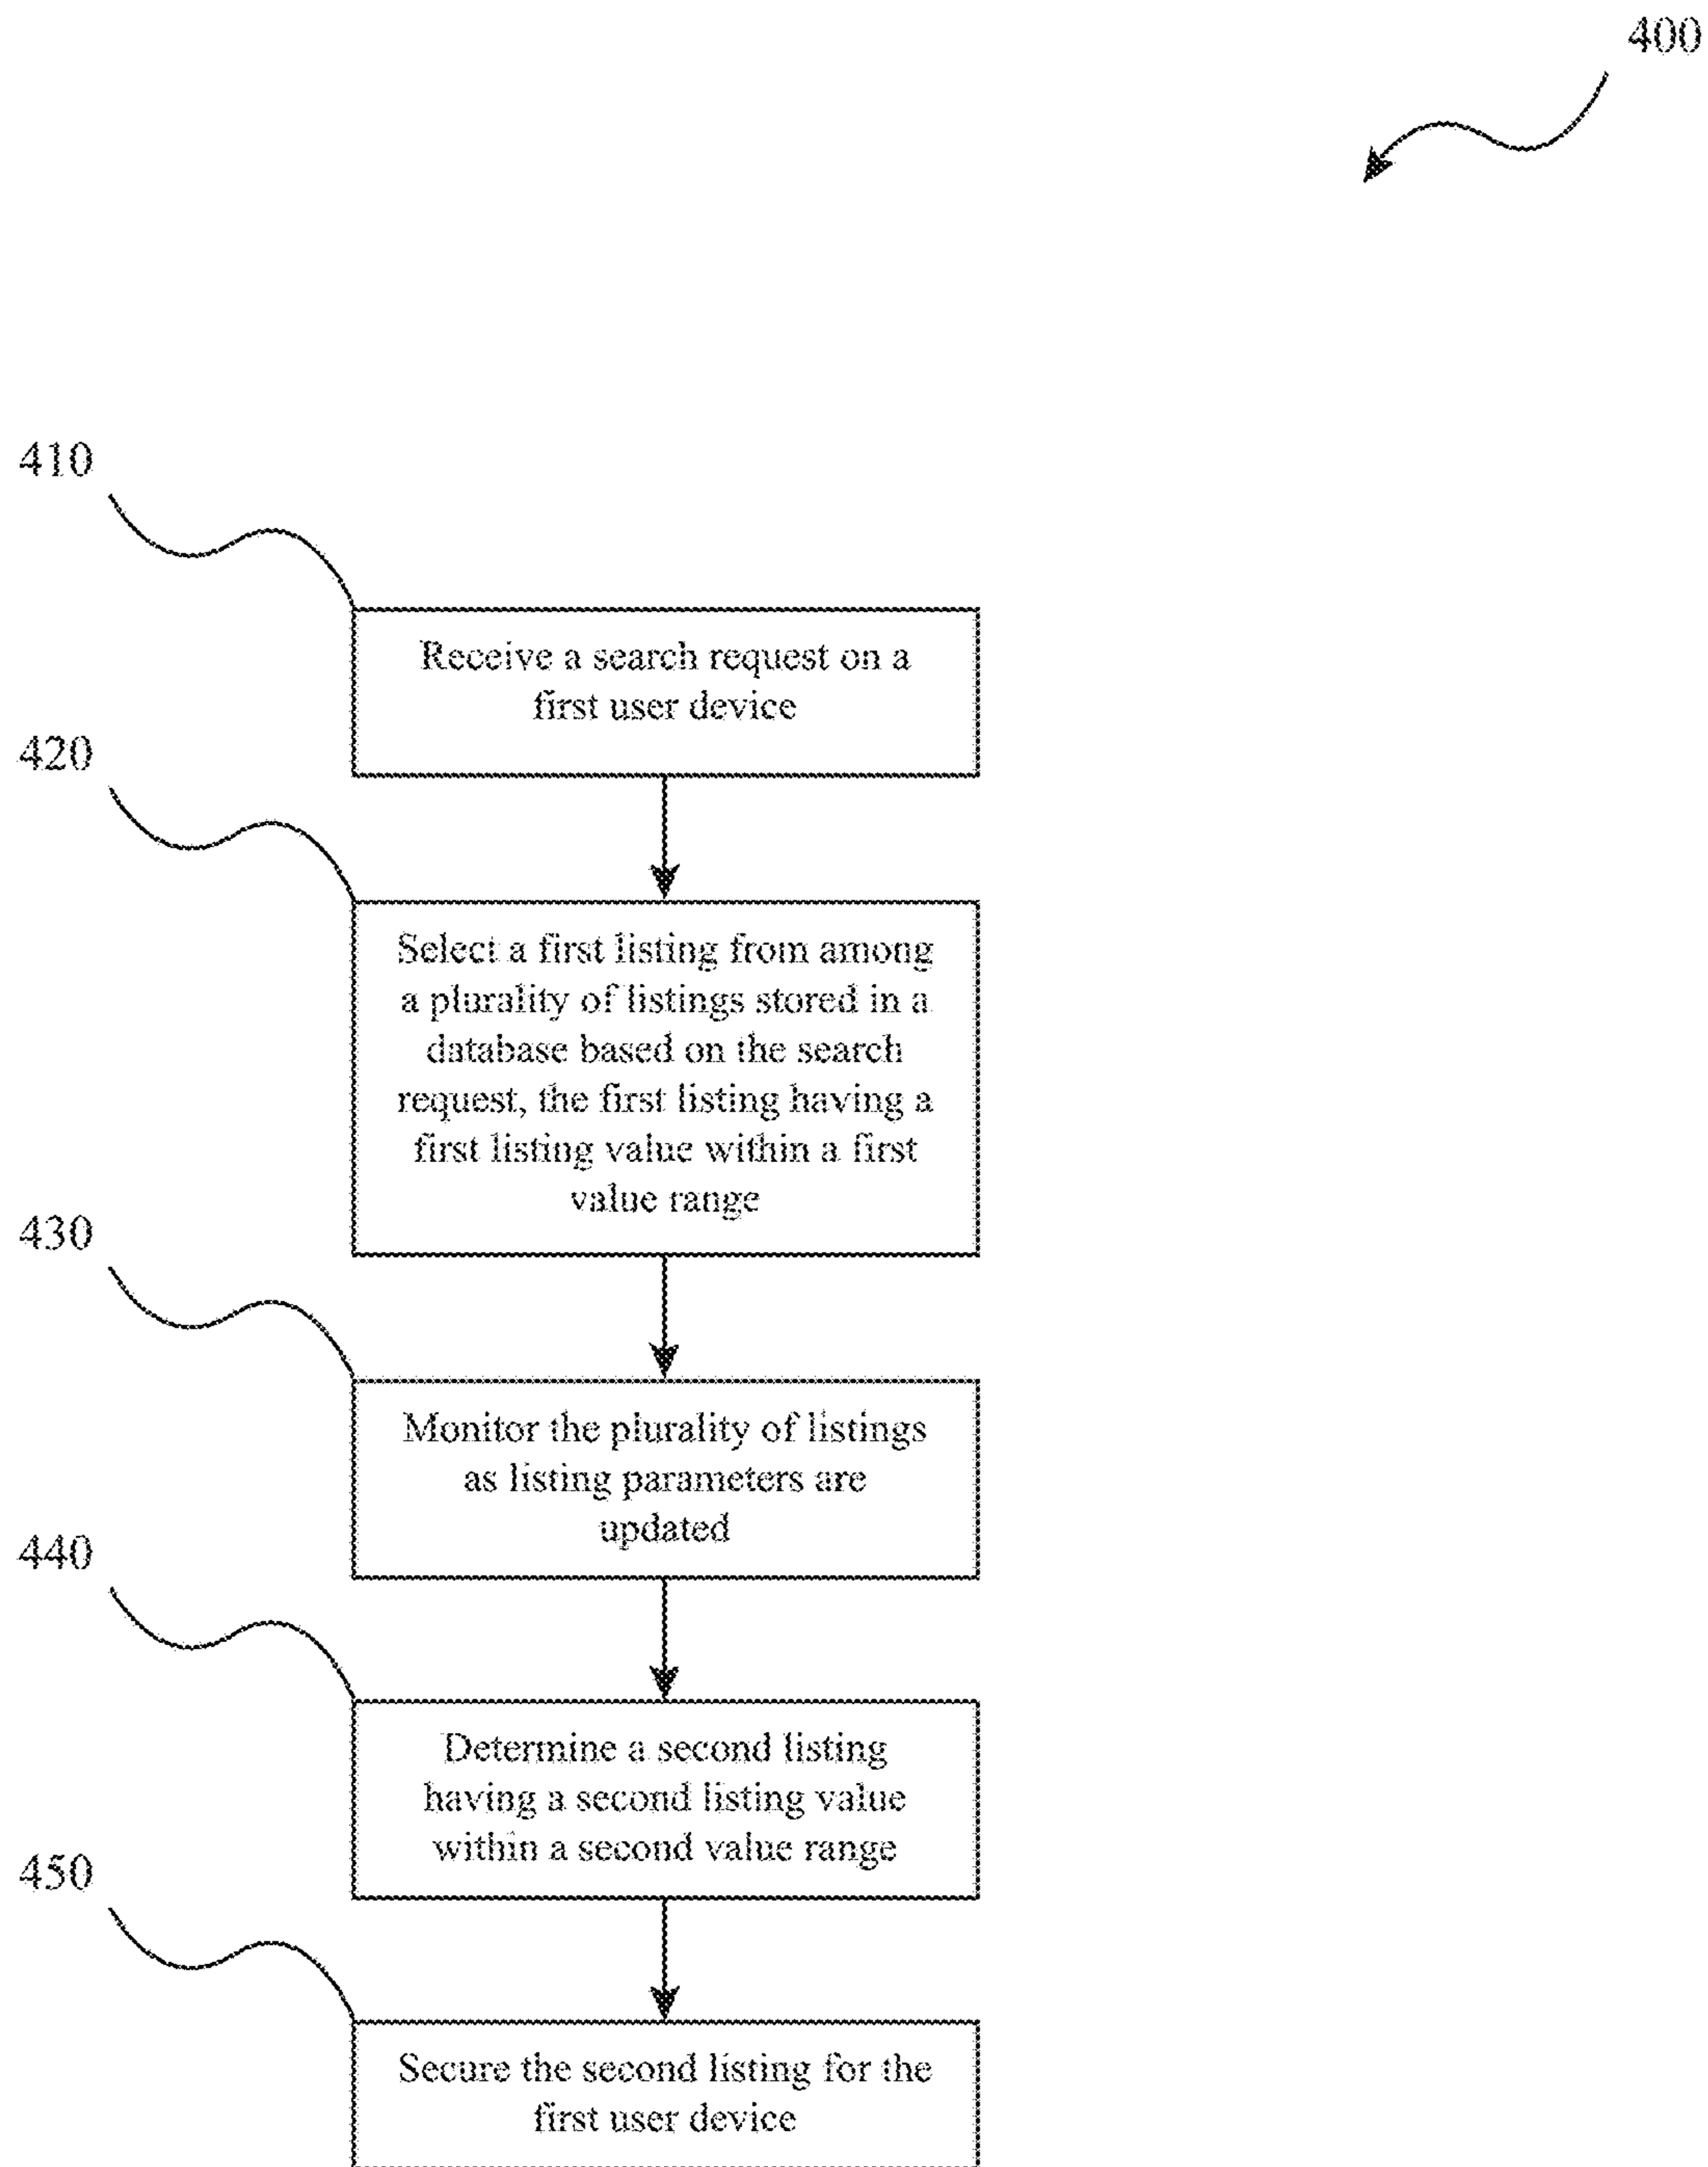 400
410
Receive a search request on a
first user device
420
Select a first listing from among
a plurality of listings stored in a
database based on the search
request, the first listing having a
first listing value within a first
value range
430
Monitor the plurality of listings
as listing parameters are
updated
440
Determine a second listing
having a second listing value
within a second value range
450
Secure the second listing for the
first user device